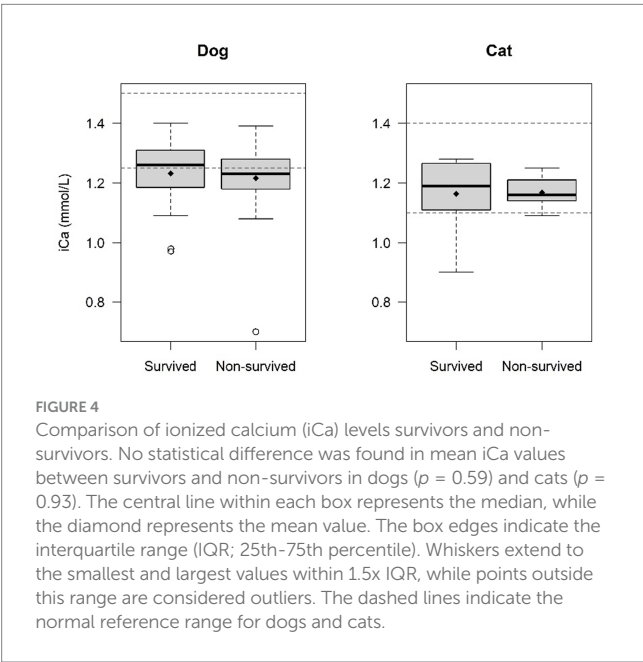 Dog
Cat
iCa (mmol/L)
1.4
1.2
1.0
0.8
Survived
Non-survived
1.4
1.2
1.0
0.8
Survived
Non-survived
FIGURE 4
Comparison of ionized calcium (iCa) levels survivors and non-
survivors. No statistical difference was found in mean iCa values
between survivors and non-survivors in dogs (p = 0.59) and cats (p =
0.93). The central line within each box represents the median, while
the diamond represents the mean value. The box edges indicate the
interquartile range (IQR; 25th-75th percentile). Whiskers extend to
the smallest and largest values within 1.5x IQR, while points outside
this range are considered outliers. The dashed lines indicate the
normal reference range for dogs and cats.